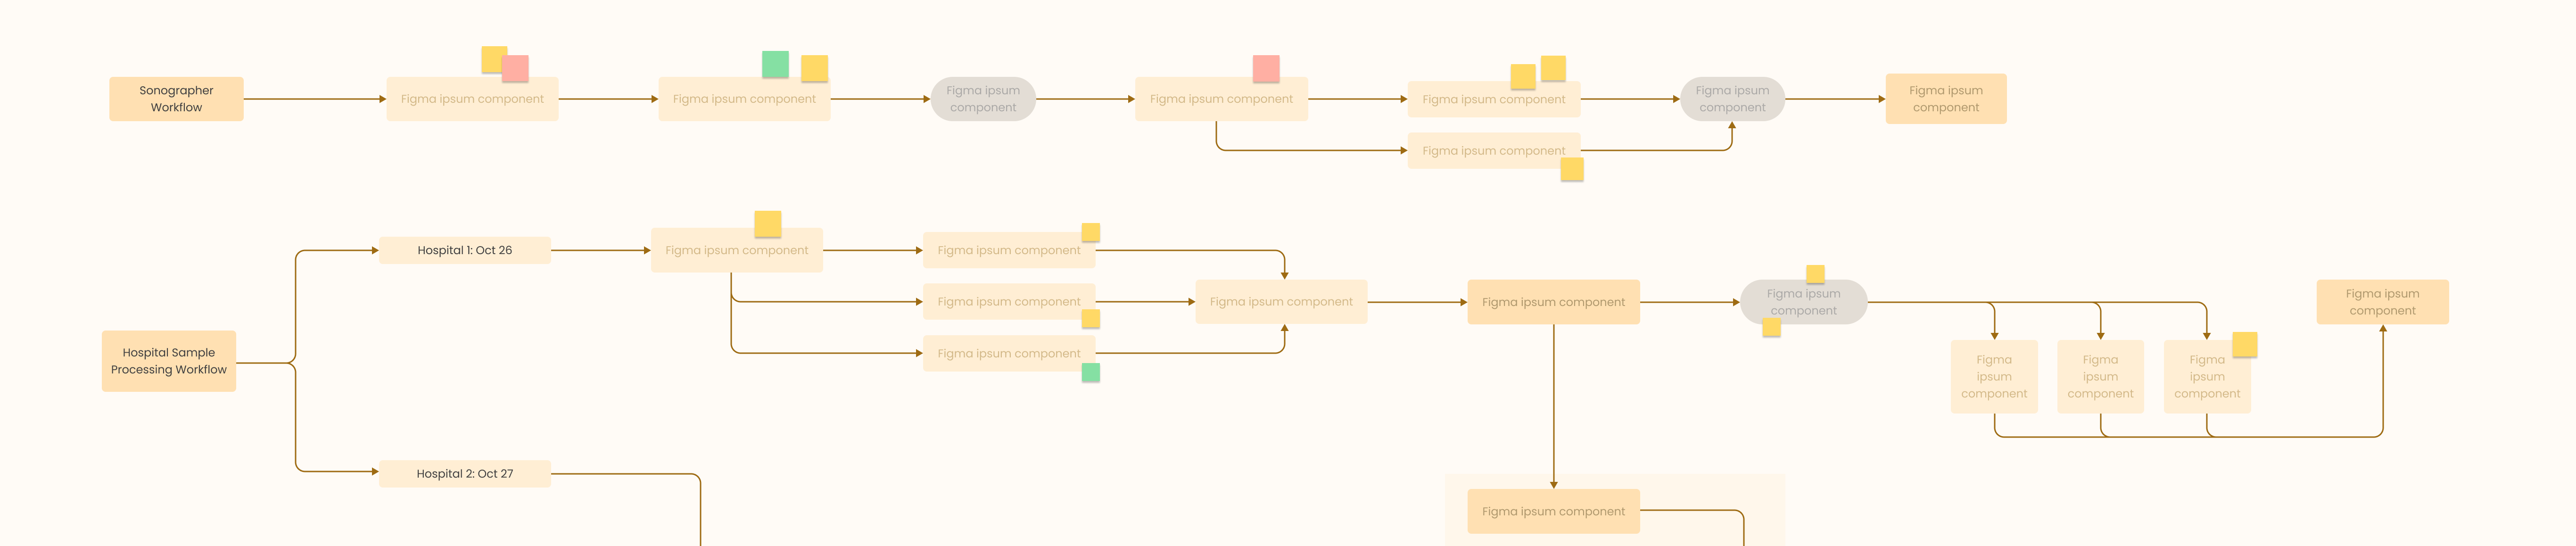 Sonographer
Workflow
Figma ipsum component
Figma ipsum component
Figma ipsum
component
Figma ipsum component
Figma ipsum component
Figma ipsum
component
Figma ipsum
component
Figma ipsum component
Hospital Sample
Processing Workflow
Hospital 1: Oct 26
Figma ipsum component
Figma ipsum component
Figma ipsum component
Figma ipsum component
Figma ipsum component
Figma ipsum component
Figma ipsum
component
Figma
ipsum
component
Figma
ipsum
component
Figma
ipsum
component
Figma ipsum
component
Hospital 2: Oct 27
Figma ipsum component